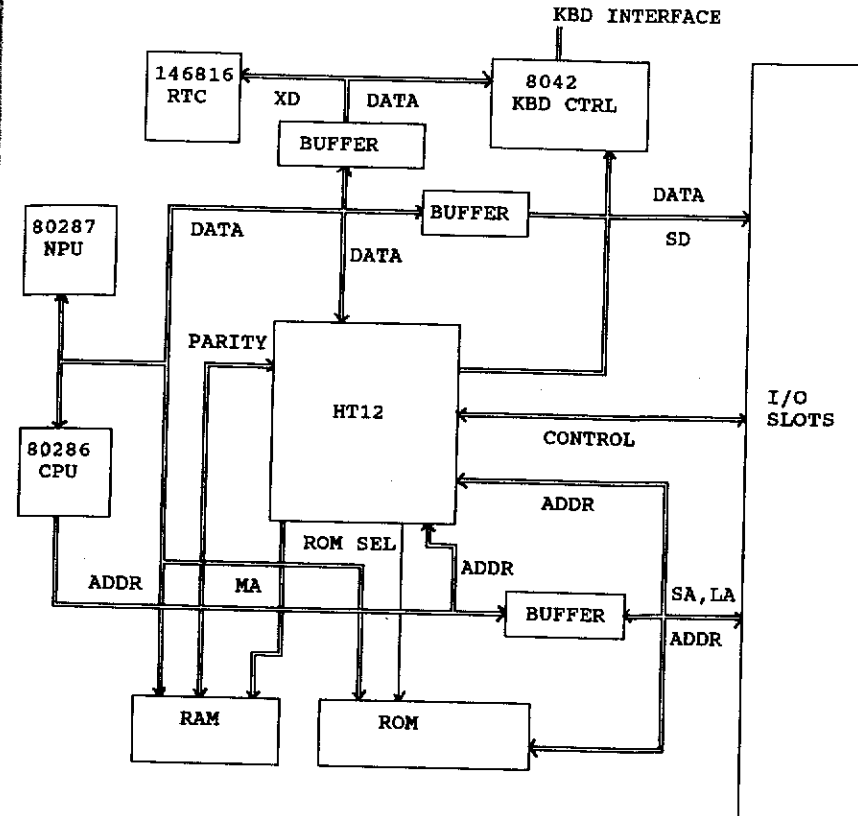 KBD INTERFACE
146816
RTC
8042
KBD CTRL
XD
DATA
BUFFER
80287
NPU
DATA
BUFFER
DATA
SD
DATA
PARITY
HT12
I/O
SLOTS
CONTROL
80286
CPU
ADDR
ROM SEL
ADDR
MA
ADDR
BUFFER
SA,LA
ADDR
RAM
ROM